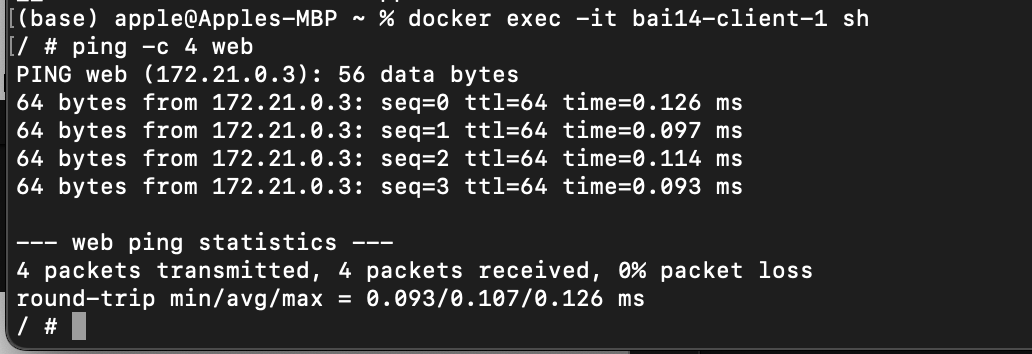 [(base) apple@Apples-MBP ~ % docker exec -it bai14-client-1 sh
[/ # ping -c 4 web
PING web (172.21.0.3): 56 data bytes
64 bytes from 172.21.0.3: seq=0 ttl=64 time=0.126 ms
64 bytes from 172.21.0.3: seq=1 ttl=64 time=0.097 ms
64 bytes from 172.21.0.3: seq=2 ttl=64 time=0.114 ms
64 bytes from 172.21.0.3: seq=3 ttl=64 time=0.093 ms
--- web ping statistics ---
4 packets transmitted, 4 packets received, 0% packet loss
round-trip min/avg/max = 0.093/0.107/0.126 ms
/ #